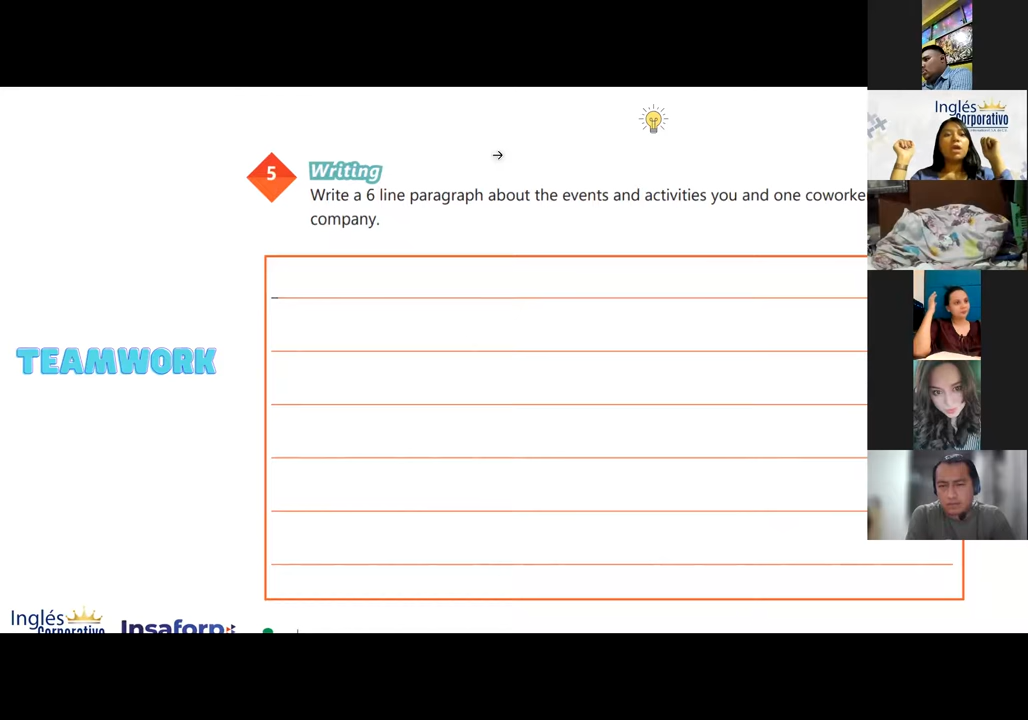 Inglés
Corporativo
5
Writing
Write a 6 line paragraph about the events and activities you and one coworke
company.
TEAMWORK
Inglés
Corporativo
Insaforp